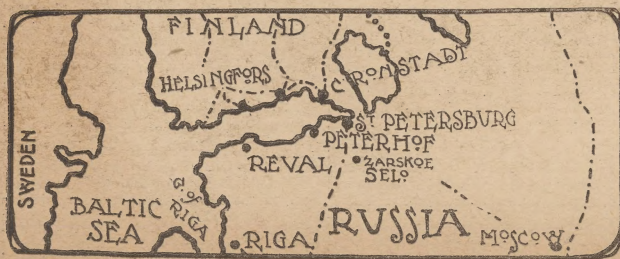 FINLAND
CRONSTADT
HELSINGFORS
ST PETERSBURG
PETERHOF
SWEDEN
REVAL
ZARSKOE
SELO
G. of
RIGA
BALTIC
SEA
RUSSIA
MOSCOW
RIGA